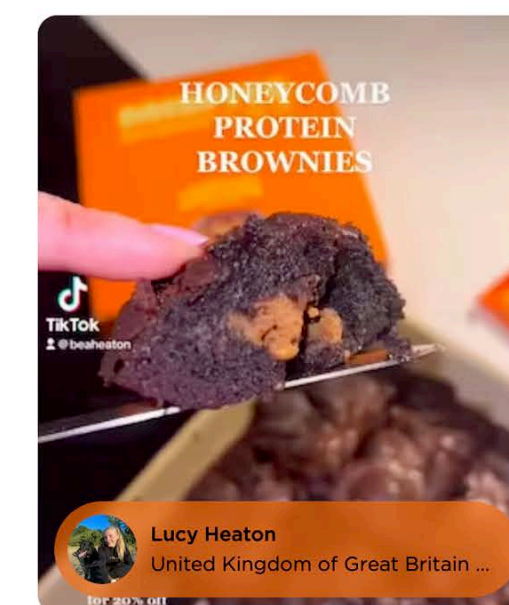 HONEYCOMB
PROTEIN
BROWNIES
TikTok
@beaheaton
Lucy Heaton
United Kingdom of Great Britain ...
for 20% off